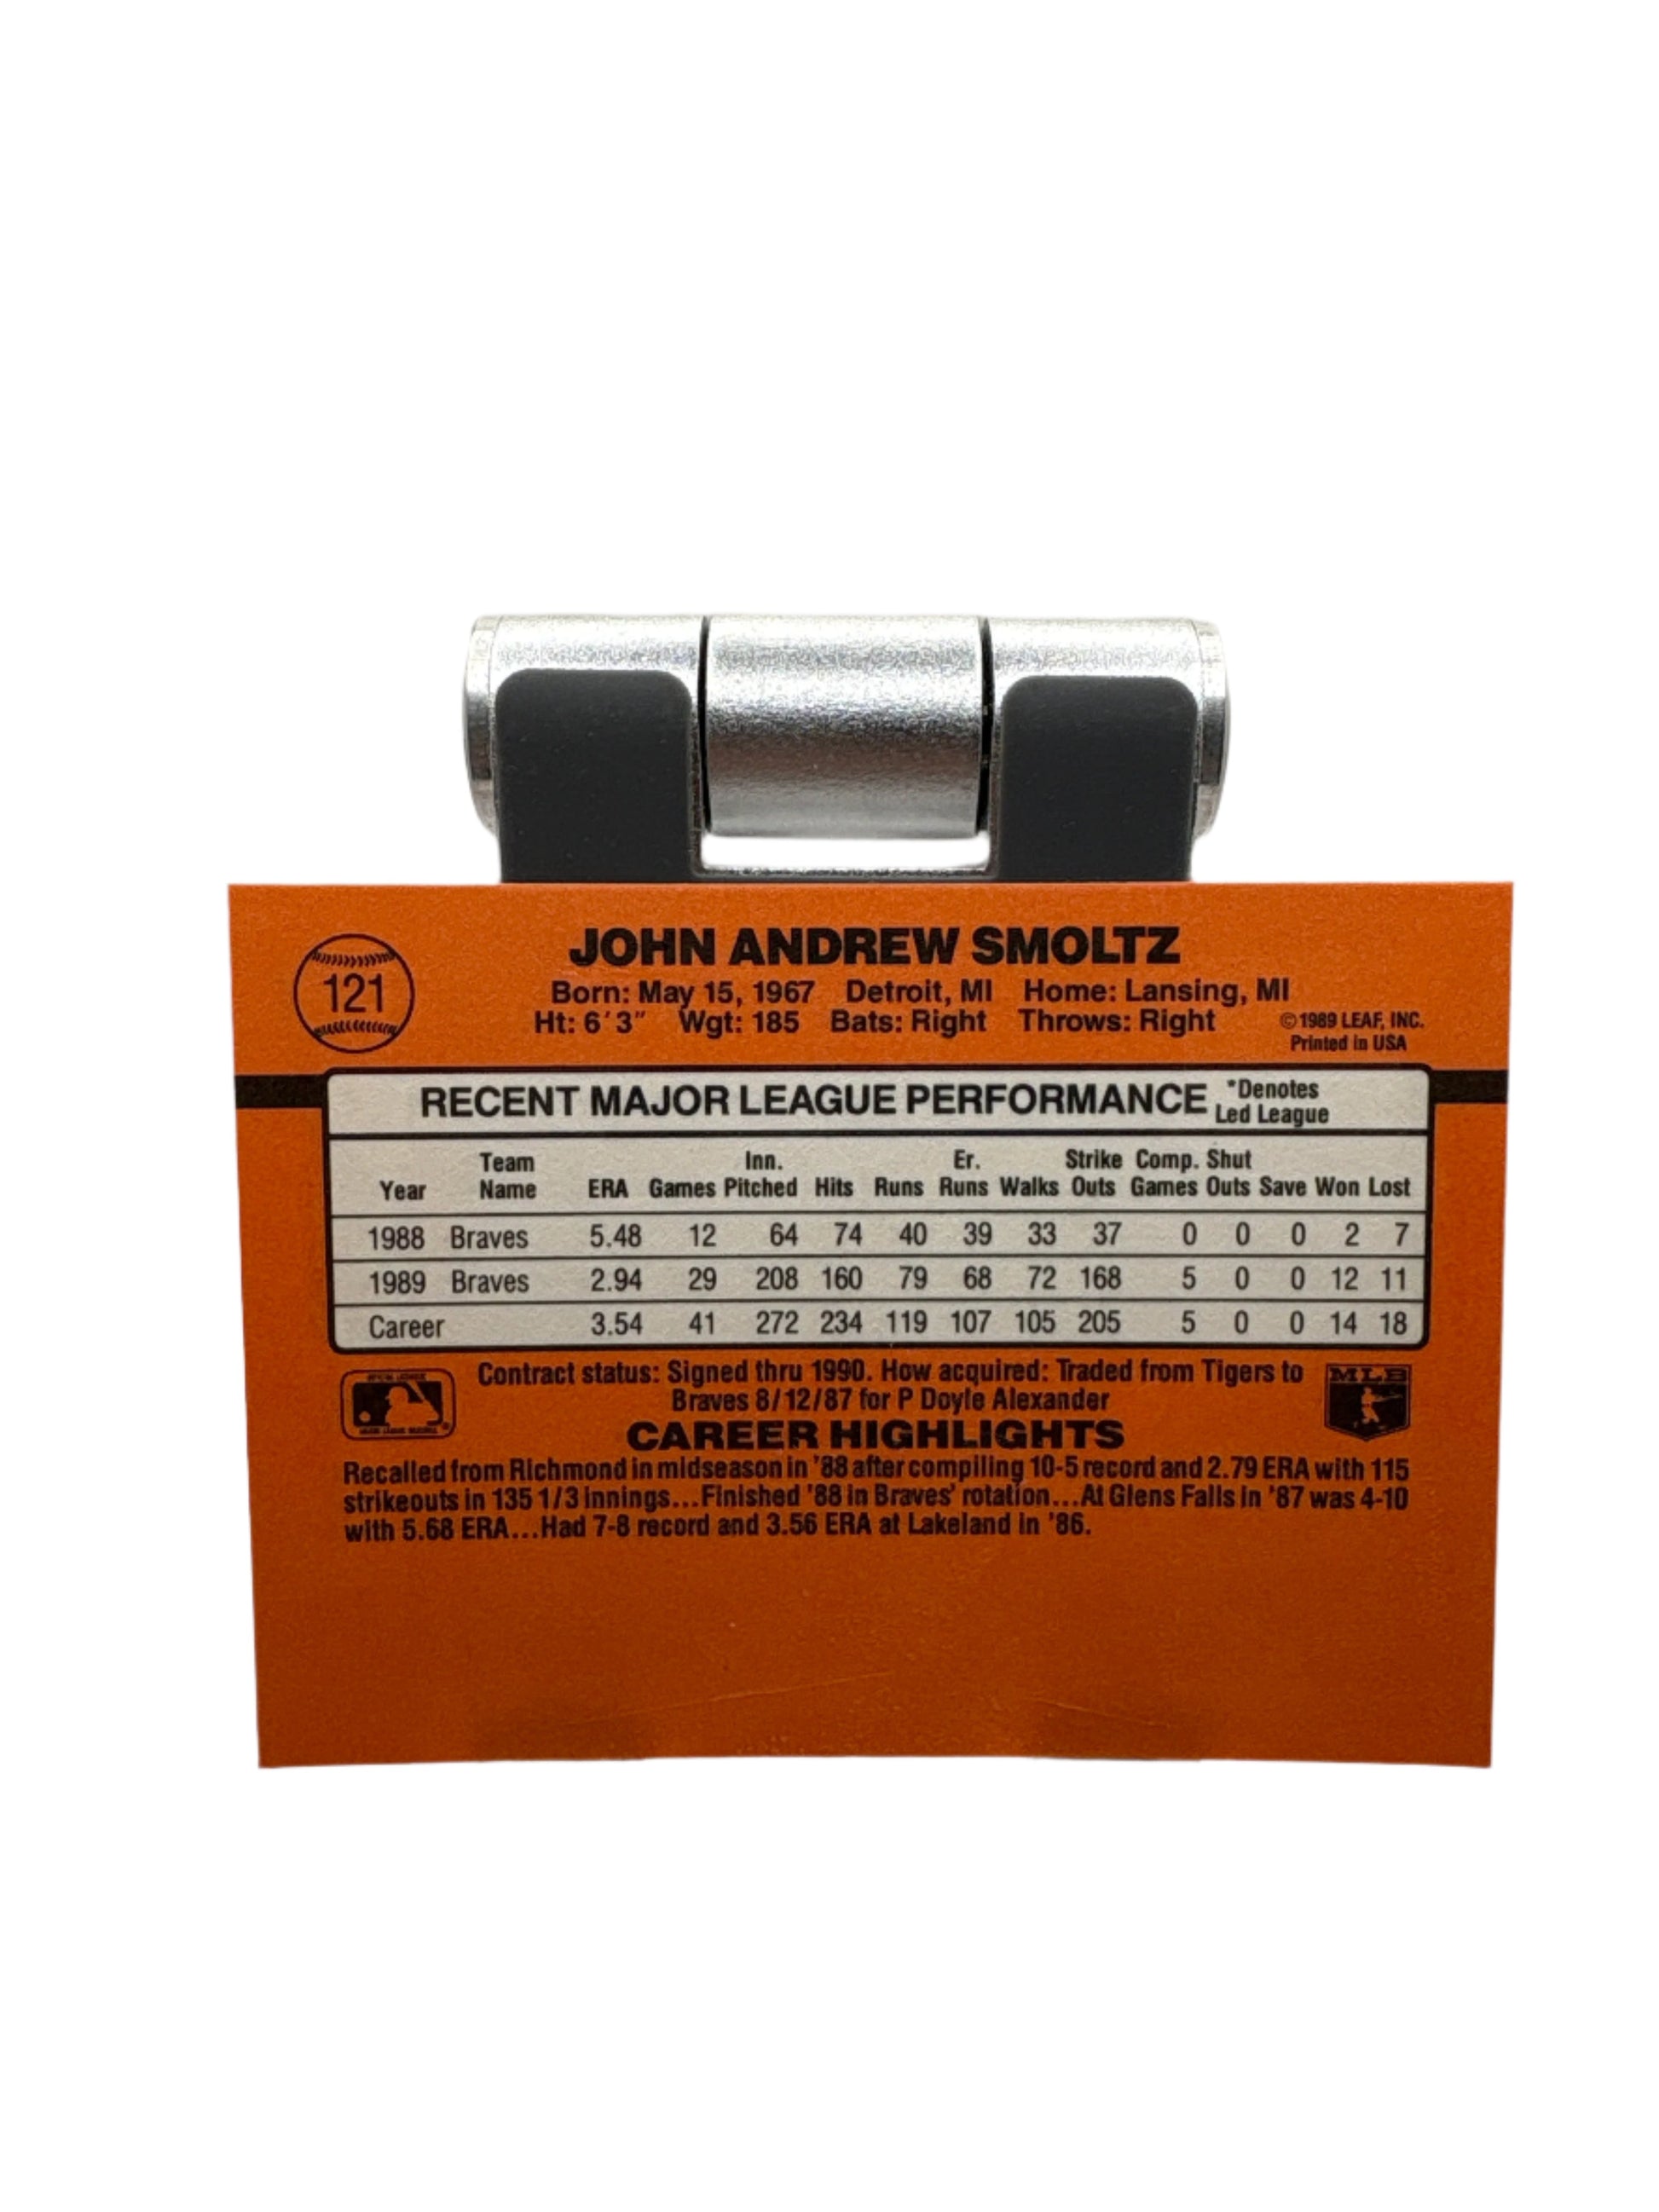 121
JOHN ANDREW SMOLTZ
Born: May 15, 1967 Detroit, MI Home: Lansing, MI
Ht: 6'3" Wgt: 185 Bats: Right Throws: Right
© 1989 LEAF, INC.
Printed in USA
RECENT MAJOR LEAGUE PERFORMANCE *Denotes
Led League
Team Inn. Er. Strike Comp. Shut
Year Name ERA Games Pitched Hits Runs Runs Walks Outs Games Outs Save Won Lost
1988 Braves 5.48 12 64 74 40 39 33 37 0 0 0 2 7
1989 Braves 2.94 29 208 160 79 68 72 168 5 0 0 12 11
Career 3.54 41 272 234 119 107 105 205 5 0 0 14 18
Contract status: Signed thru 1990. How acquired: Traded from Tigers to
Braves 8/12/87 for P Doyle Alexander
MLB
CAREER HIGHLIGHTS
Recalled from Richmond in midseason in '88 after compiling 10-5 record and 2.79 ERA with 115
strikeouts in 135 1/3 innings...Finished '88 in Braves' rotation...At Glens Falls in '87 was 4-10
with 5.68 ERA...Had 7-8 record and 3.56 ERA at Lakeland in '86.